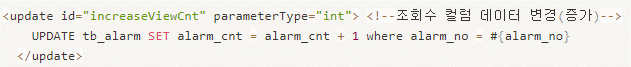 <update id="increaseViewCnt" parameterType="int"> <!--조회수 컬럼 데이터 변경(증가)-->
UPDATE tb_alarm SET alarm_cnt = alarm_cnt + 1 where alarm_no = #{alarm_no}
</update>